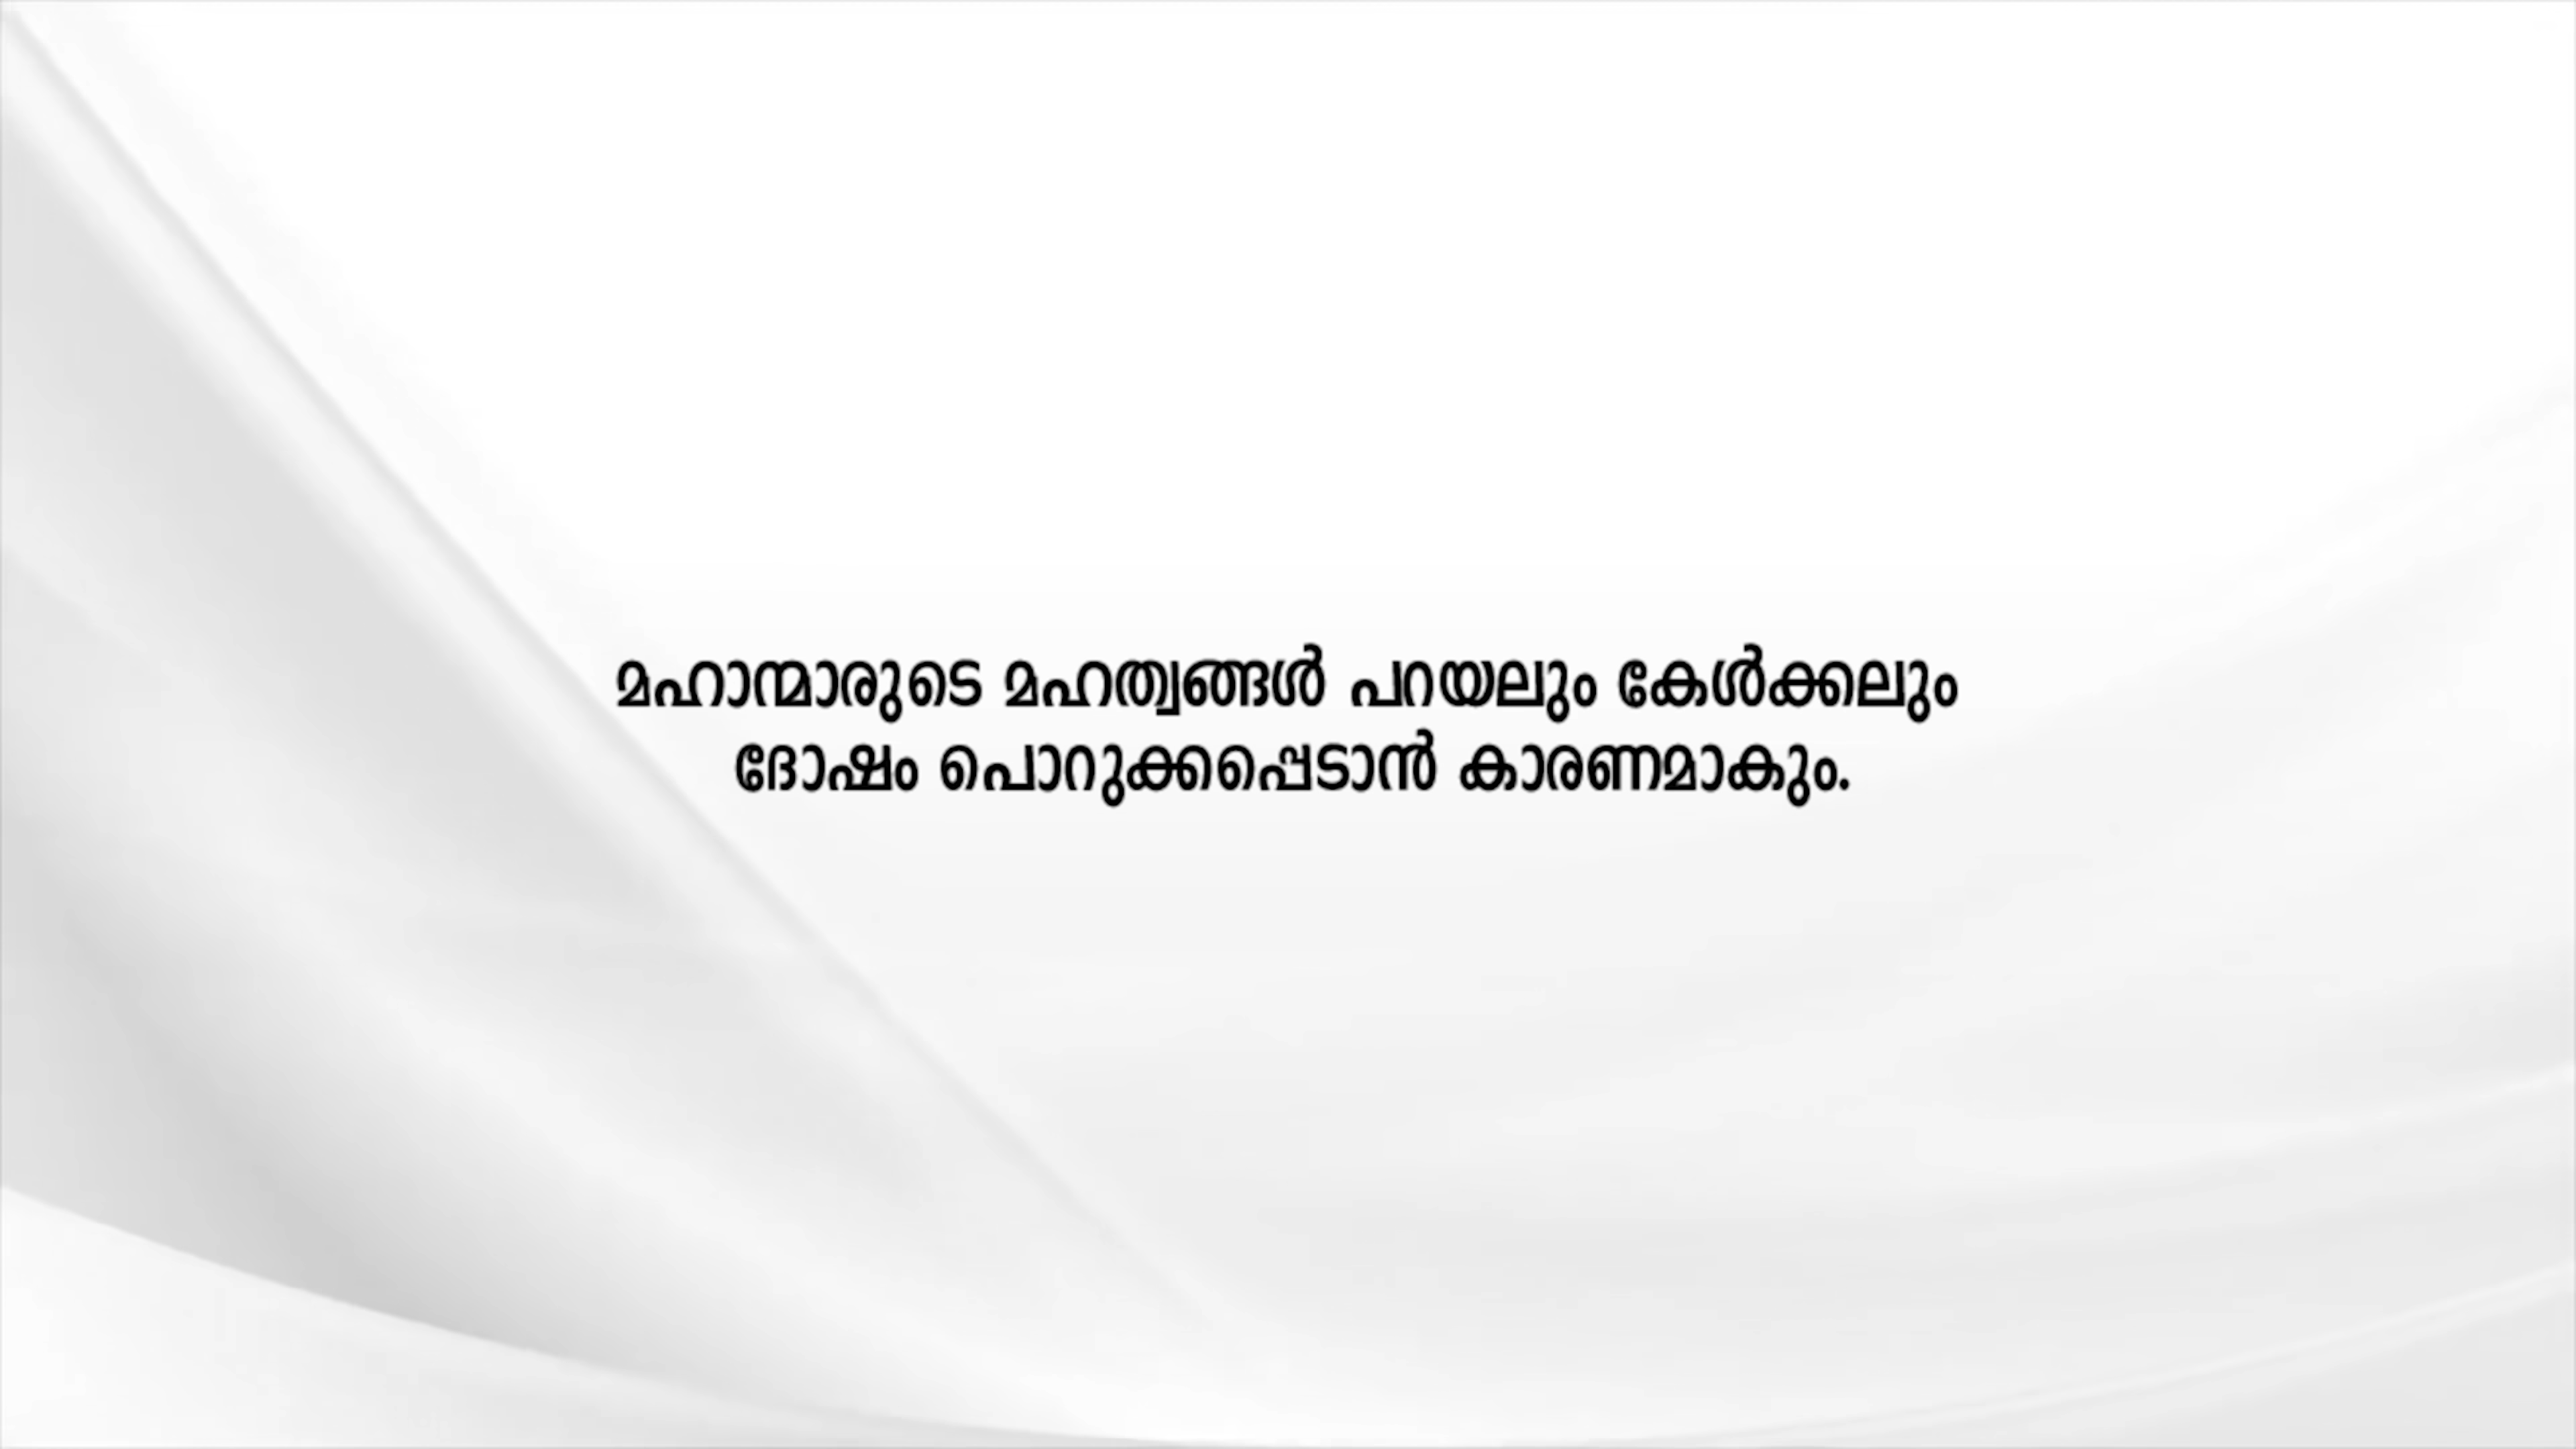 മഹാന്മാരുടെ മഹത്വങ്ങൾ പറയലും കേൾക്കലും
ദോഷം പൊറുക്കപ്പെടാൻ കാരണമാകും.